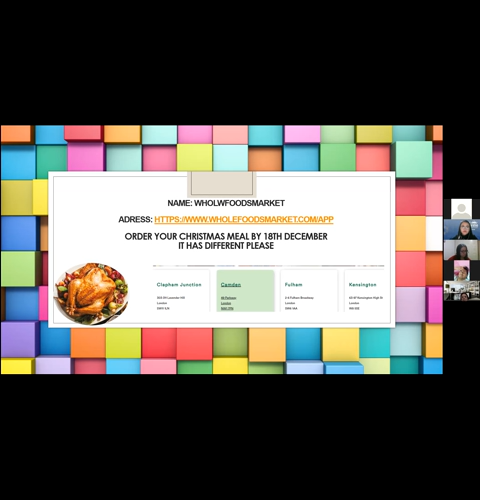 NAME: WHOLWFOODSMARKET
ADRESS: HTTPS://WWW.WHOLEFOODSMARKET.COM/APP
ORDER YOUR CHRISTMAS MEAL BY 18TH DECEMBER
IT HAS DIFFERENT PLEASE
Clapham Junction
Camden
Fulham
Kensington
London
London
London
London